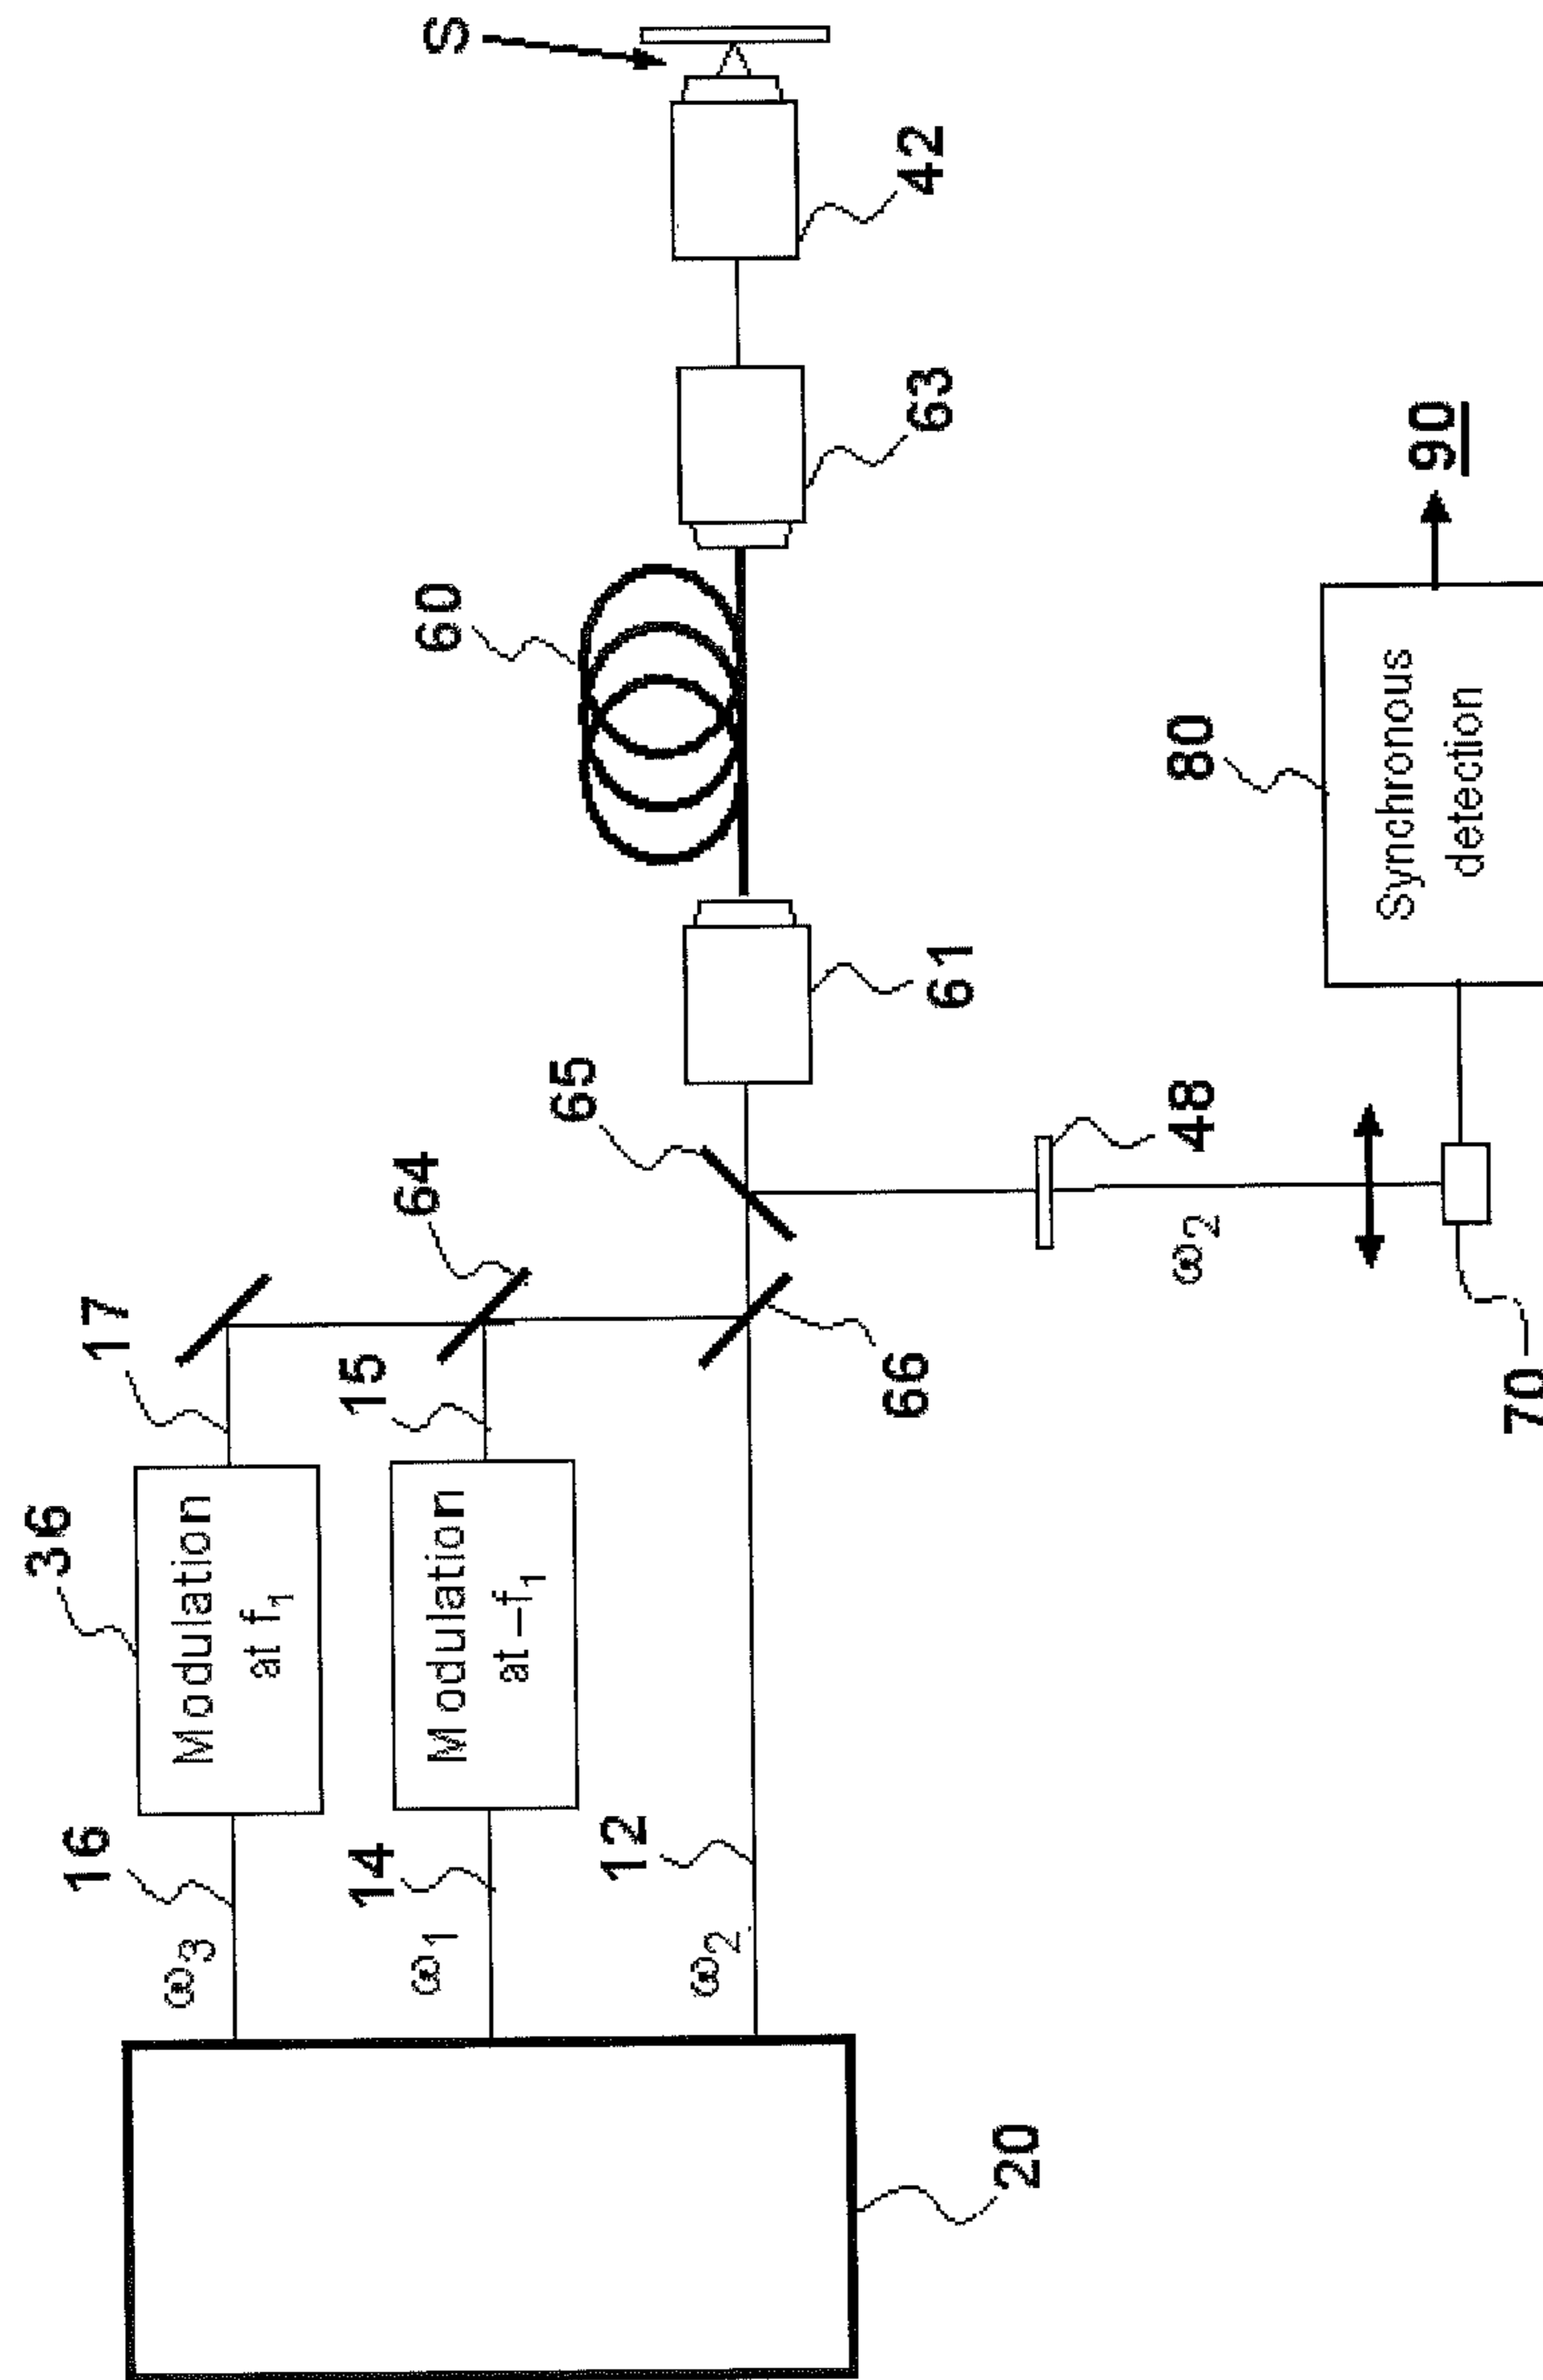 36
16
17
ω3
Modulation
at f1
14
15
64
ω1
Modulation
at –f1
12
65
60
S
ω2
66
61
63
42
20
ω2
48
80
90
Synchronous
detection
70